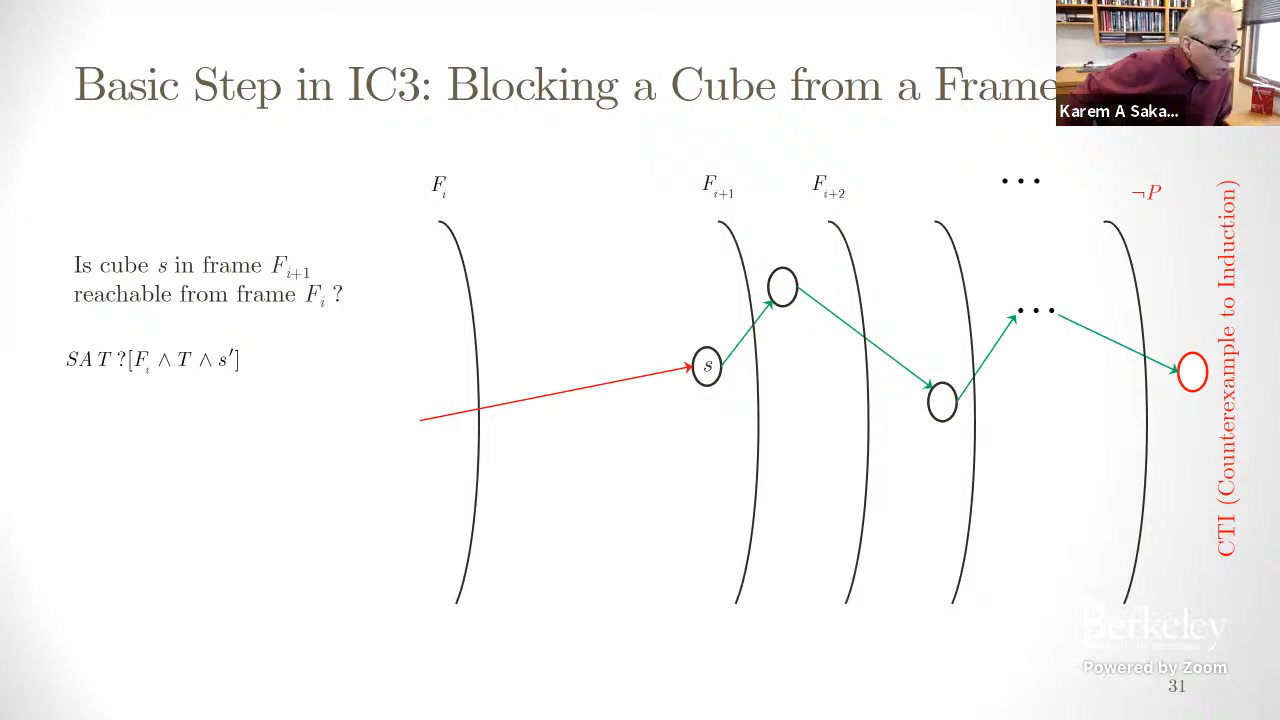 Basic Step in IC3: Blocking a Cube from a Frame
Karem A Saka...
F_i
F_{i+1}
F_{i+2}
• • •
¬P
Is cube s in frame F_{i+1}
reachable from frame F_i ?
SAT?[F_i ∧ T ∧ s′]
s
• • •
CTI (Counterexample to Induction)
Berkeley
Powered by Zoom
31